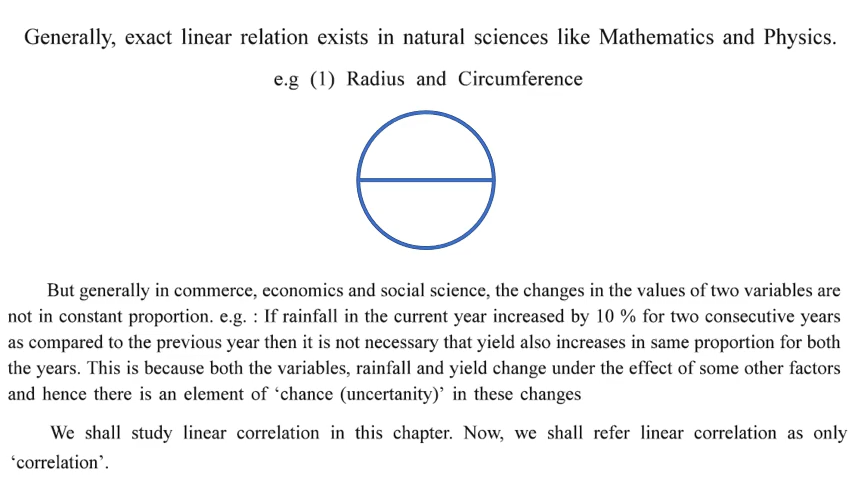 Generally, exact linear relation exists in natural sciences like Mathematics and Physics.
e.g (1) Radius and Circumference
But generally in commerce, economics and social science, the changes in the values of two variables are
not in constant proportion. e.g. : If rainfall in the current year increased by 10 % for two consecutive years
as compared to the previous year then it is not necessary that yield also increases in same proportion for both
the years. This is because both the variables, rainfall and yield change under the effect of some other factors
and hence there is an element of ‘chance (uncertanity)’ in these changes
We shall study linear correlation in this chapter. Now, we shall refer linear correlation as only
‘correlation’.